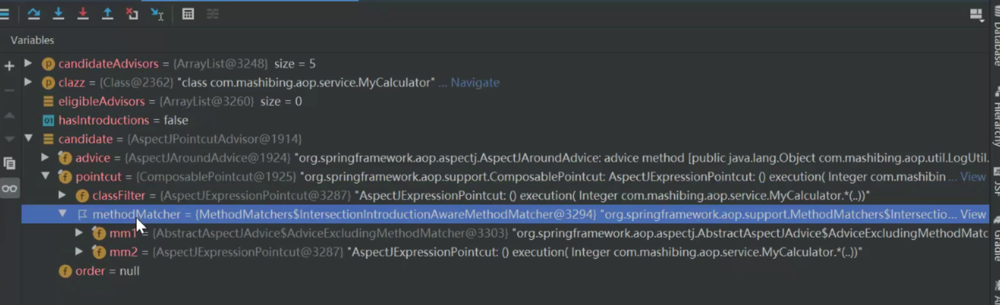 Variables
candidateAdvisors = {ArrayList@3248} size = 5
clazz = {Class@2362} "class com.mashibing.aop.service.MyCalculator" ... Navigate
eligibleAdvisors = {ArrayList@3260} size = 0
01 hasIntroductions = false
candidate = {AspectJPointcutAdvisor@1914}
advice = {AspectJAroundAdvice@1924} "org.springframework.aop.aspectj.AspectJAroundAdvice: advice method [public java.lang.Object com.mashibing.aop.util.LogUtil.
pointcut = {ComposablePointcut@1925} "org.springframework.aop.support.ComposablePointcut: AspectJExpressionPointcut: () execution( Integer com.mashibin ... View
classFilter = {AspectJExpressionPointcut@3287} "AspectJExpressionPointcut: () execution( Integer com.mashibing.aop.service.MyCalculator.*(..))"
methodMatcher = {MethodMatchers$IntersectionIntroductionAwareMethodMatcher@3294} "org.springframework.aop.support.MethodMatchers$Intersectio... View
mm1 = {AbstractAspectJAdvice$AdviceExcludingMethodMatcher@3303} "org.springframework.aop.aspectj.AbstractAspectJAdvice$AdviceExcludingMethodMatc
mm2 = {AspectJExpressionPointcut@3287} "AspectJExpressionPointcut: () execution( Integer com.mashibing.aop.service.MyCalculator.*(..))"
order = null
Database
Hierarchy
Gradle